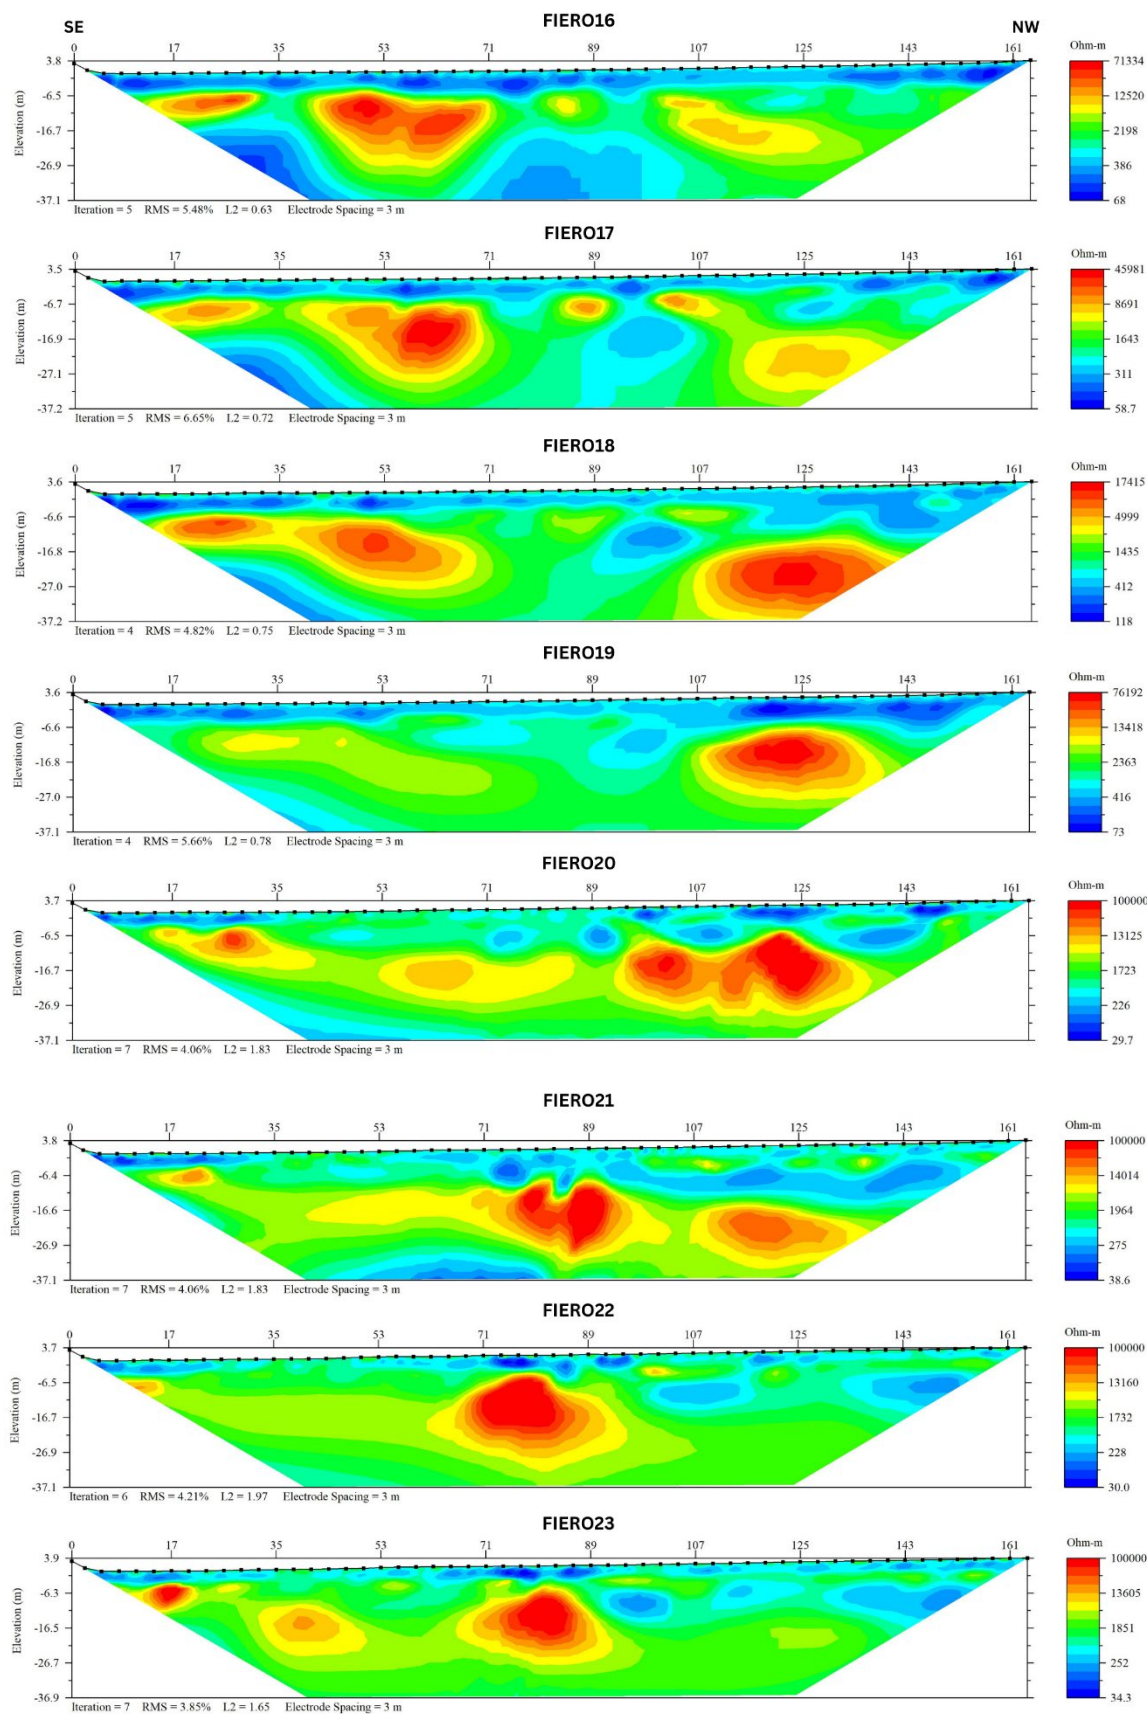 FIERO16
SE NW
0 17 35 53 71 89 107 125 143 161
Ohm-m
3.8 71334
-6.5 12520
-16.7 2198
-26.9 386
-37.1 68
Elevation (m)
Iteration = 5 RMS = 5.48% L2 = 0.63 Electrode Spacing = 3 m
FIERO17
0 17 35 53 71 89 107 125 143 161
Ohm-m
3.5 45981
-6.7 8691
-16.9 1643
-27.1 311
-37.2 58.7
Elevation (m)
Iteration = 5 RMS = 6.65% L2 = 0.72 Electrode Spacing = 3 m
FIERO18
0 17 35 53 71 89 107 125 143 161
Ohm-m
3.6 17415
-6.6 4999
-16.8 1435
-27.0 412
-37.2 118
Elevation (m)
Iteration = 4 RMS = 4.82% L2 = 0.75 Electrode Spacing = 3 m
FIERO19
0 17 35 53 71 89 107 125 143 161
Ohm-m
3.6 76192
-6.6 13418
-16.8 2363
-27.0 416
-37.1 73
Elevation (m)
Iteration = 4 RMS = 5.66% L2 = 0.78 Electrode Spacing = 3 m
FIERO20
0 17 35 53 71 89 107 125 143 161
Ohm-m
3.7 100000
-6.5 13125
-16.7 1723
-26.9 226
-37.1 29.7
Elevation (m)
Iteration = 7 RMS = 4.06% L2 = 1.83 Electrode Spacing = 3 m
FIERO21
0 17 35 53 71 89 107 125 143 161
Ohm-m
3.8 100000
-6.4 14014
-16.6 1964
-26.9 275
-37.1 38.6
Elevation (m)
Iteration = 7 RMS = 4.06% L2 = 1.83 Electrode Spacing = 3 m
FIERO22
0 17 35 53 71 89 107 125 143 161
Ohm-m
3.7 100000
-6.5 13160
-16.7 1732
-26.9 228
-37.1 30.0
Elevation (m)
Iteration = 6 RMS = 4.21% L2 = 1.97 Electrode Spacing = 3 m
FIERO23
0 17 35 53 71 89 107 125 143 161
Ohm-m
3.9 100000
-6.3 13605
-16.5 1851
-26.7 252
-36.9 34.3
Elevation (m)
Iteration = 7 RMS = 3.85% L2 = 1.65 Electrode Spacing = 3 m